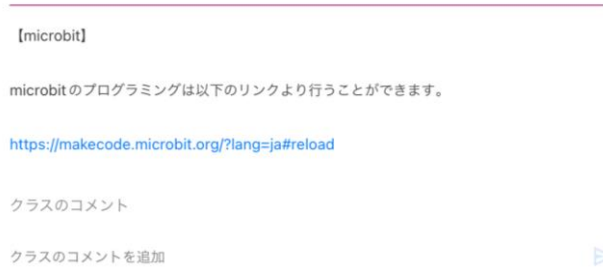 【microbit】
microbitのプログラミングは以下のリンクより行うことができます。
https://makecode.microbit.org/?lang=ja#reload
クラスのコメント
クラスのコメントを追加